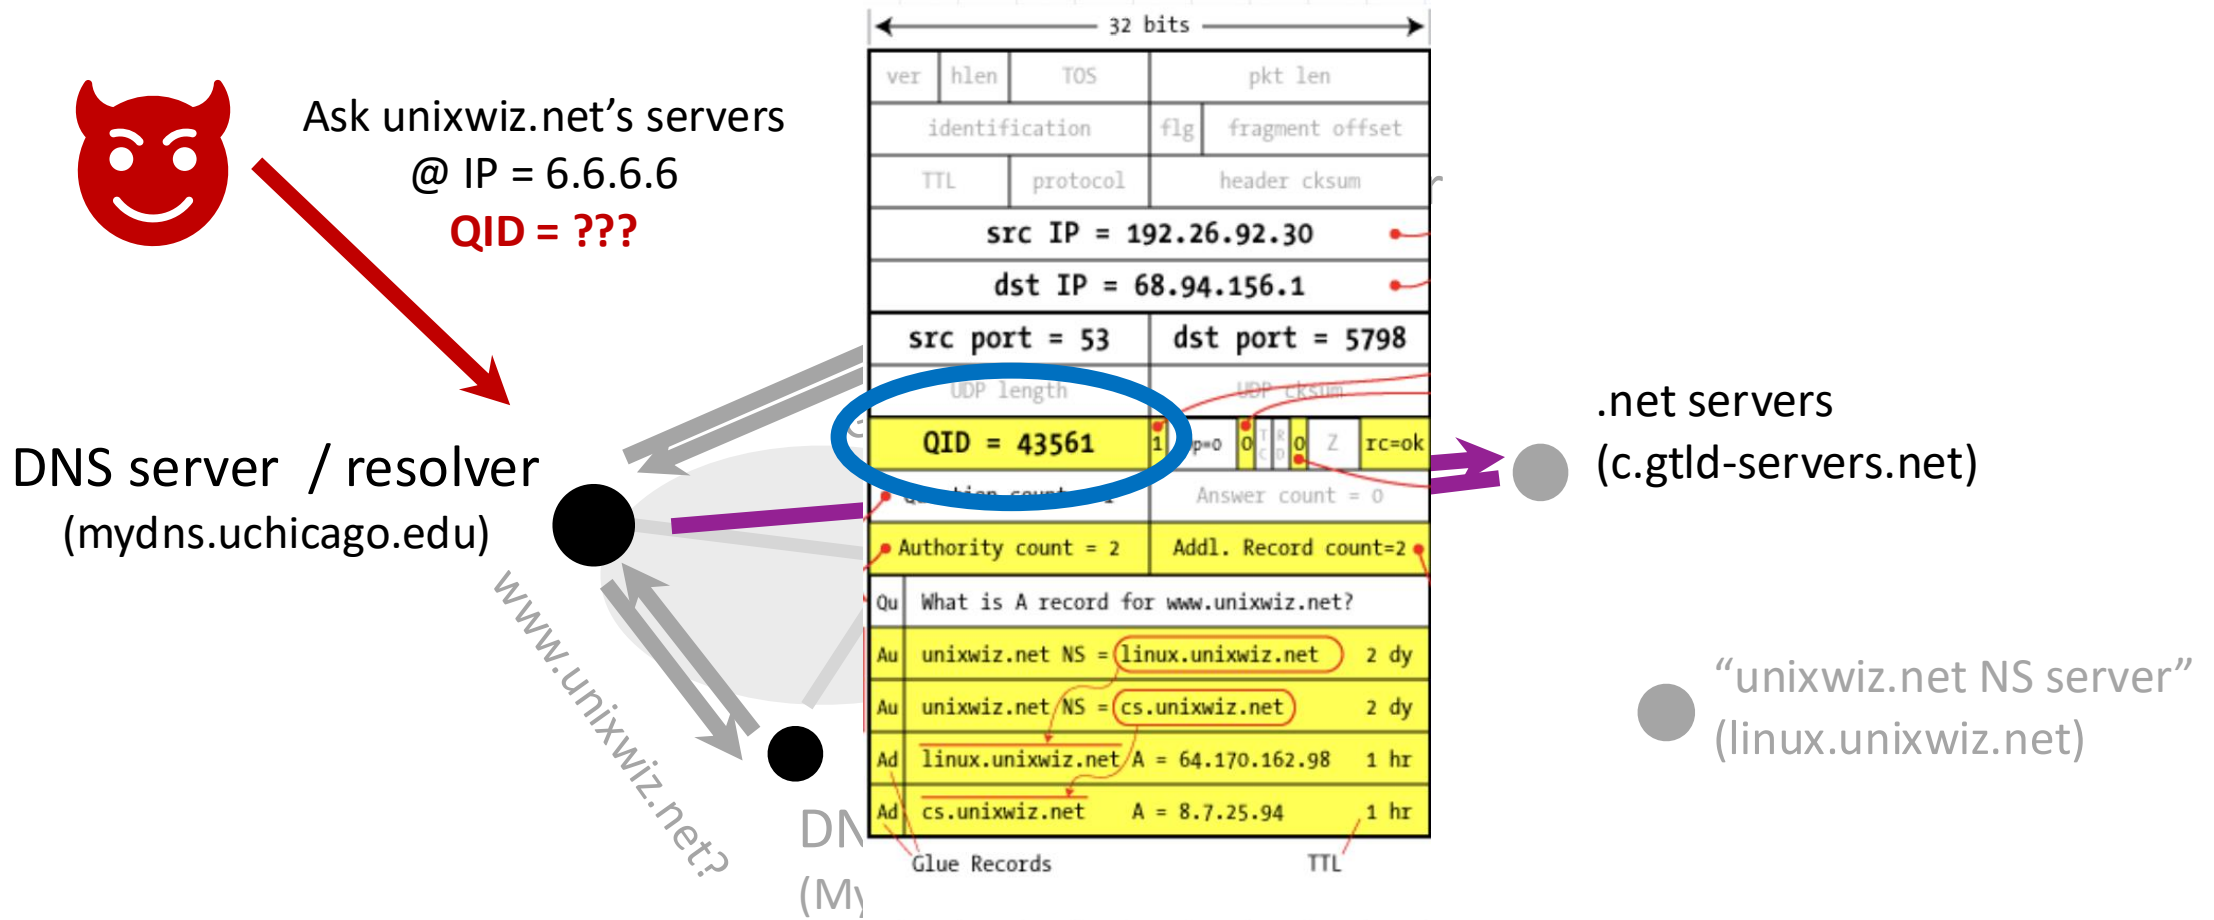 32 bits
ver hlen TOS pkt len
identification flg fragment offset
TTL protocol header cksum
src IP = 192.26.92.30
dst IP = 68.94.156.1
src port = 53 dst port = 5798
UDP length UDP cksum
QID = 43561 1 p=0 0 TC RD 0 Z rc=ok
Answer count = 0
Authority count = 2 Addl. Record count=2
Qu What is A record for www.unixwiz.net?
Au unixwiz.net NS = linux.unixwiz.net 2 dy
Au unixwiz.net NS = cs.unixwiz.net 2 dy
Ad linux.unixwiz.net A = 64.170.162.98 1 hr
Ad cs.unixwiz.net A = 8.7.25.94 1 hr
Glue Records TTL
Ask unixwiz.net’s servers
@ IP = 6.6.6.6
QID = ???
DNS server / resolver
(mydns.uchicago.edu)
www.unixwiz.net?
DN
(My
.net servers
(c.gtld-servers.net)
“unixwiz.net NS server”
(linux.unixwiz.net)